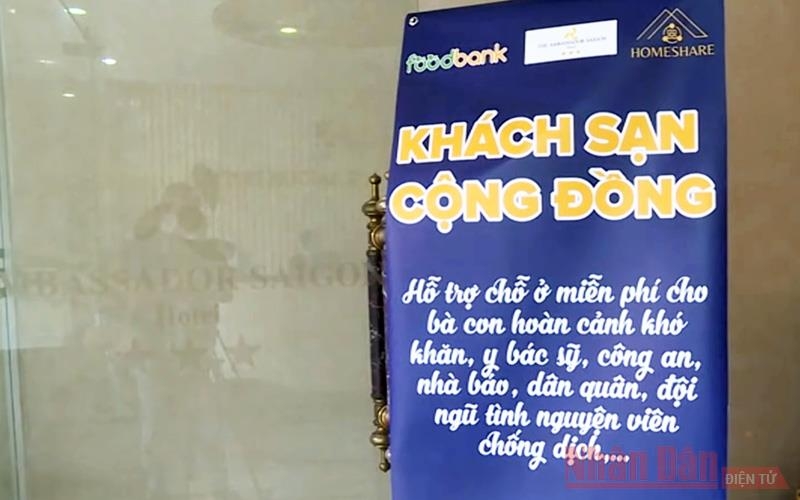 foodbank
THE AMBASSADOR SAIGON
HOMESHARE
KHÁCH SẠN
CỘNG ĐỒNG
Hỗ trợ chỗ ở miễn phí cho
bà con hoàn cảnh khó
khăn, y bác sỹ, công an,
nhà báo, dân quân, đội
ngũ tình nguyện viên
chống dịch,...
MBASSADOR SAIGON
Hotel
Nhân Dân
ĐIỆN TỬ